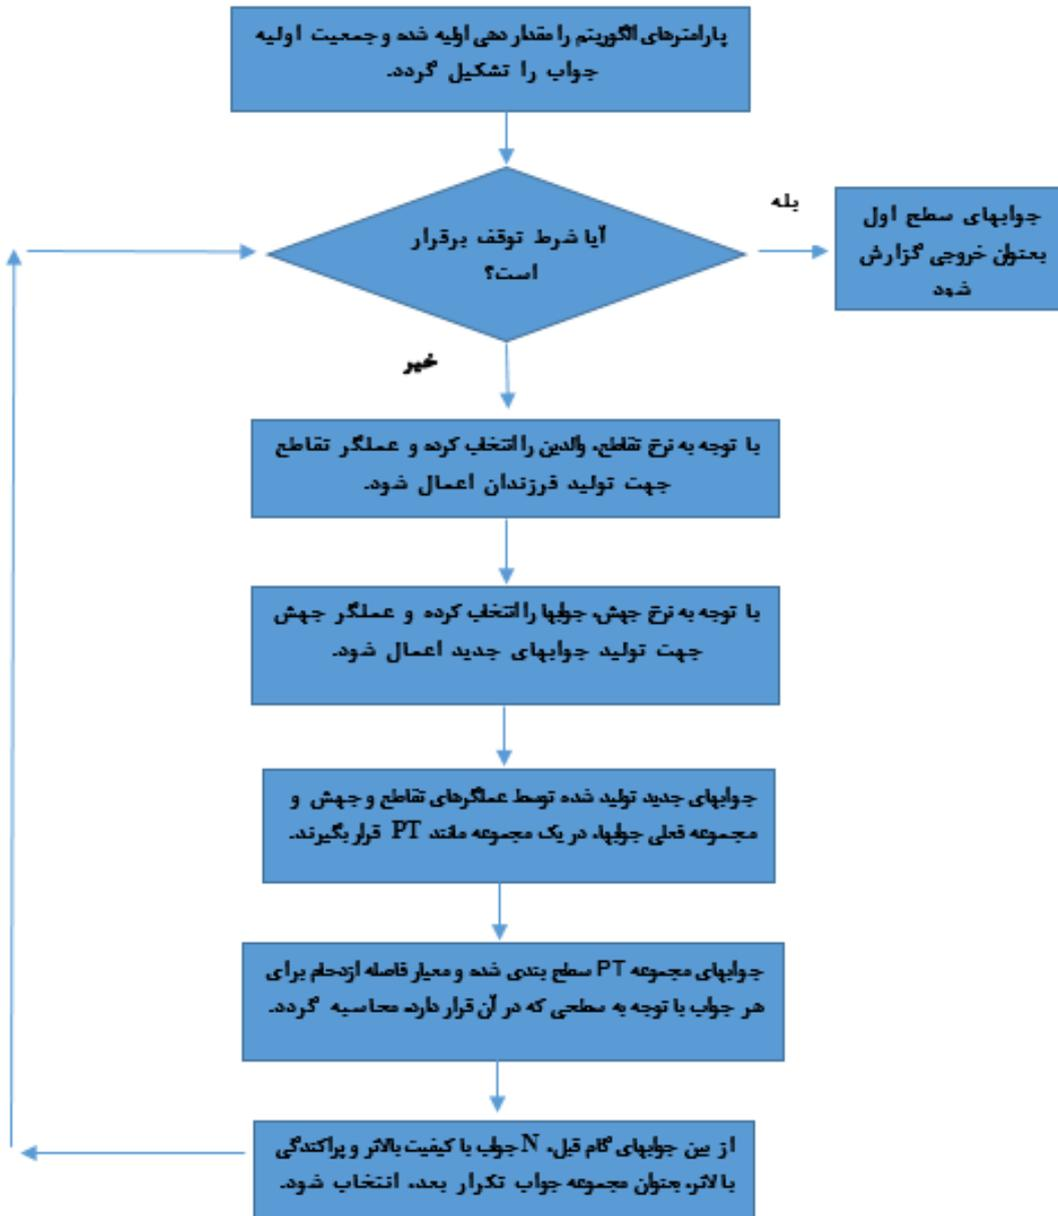 پارامترهای الگوریتم را مقدار دهی اولیه شده و جمعیت اولیه
جواب را تشکیل گردد.
آیا شرط توقف برقرار
است؟
بله
جوابهای سطح اول
بعنوان خروجی گزارش
شود
خیر
با توجه به نرخ تقاطع، والدین را انتخاب کرده و عملگر تقاطع
جهت تولید فرزندان اعمال شود.
با توجه به نرخ جهش، جوابها را انتخاب کرده و عملگر جهش
جهت تولید جوابهای جدید اعمال شود.
جوابهای جدید تولید شده توسط عملگرهای تقاطع و جهش و
مجموعه فعلی جوابها، در یک مجموعه مانند PT قرار بگیرند.
جوابهای مجموعه PT سطح بندی شده و معیار فاصله ازدحام برای
هر جواب با توجه به سطحی که در آن قرار دارد، محاسبه گردد.
از بین جوابهای گام قبل، N جواب با کیفیت بالاتر و پراکندگی
بالاتر، بعنوان مجموعه جواب تکرار بعد، انتخاب شود.